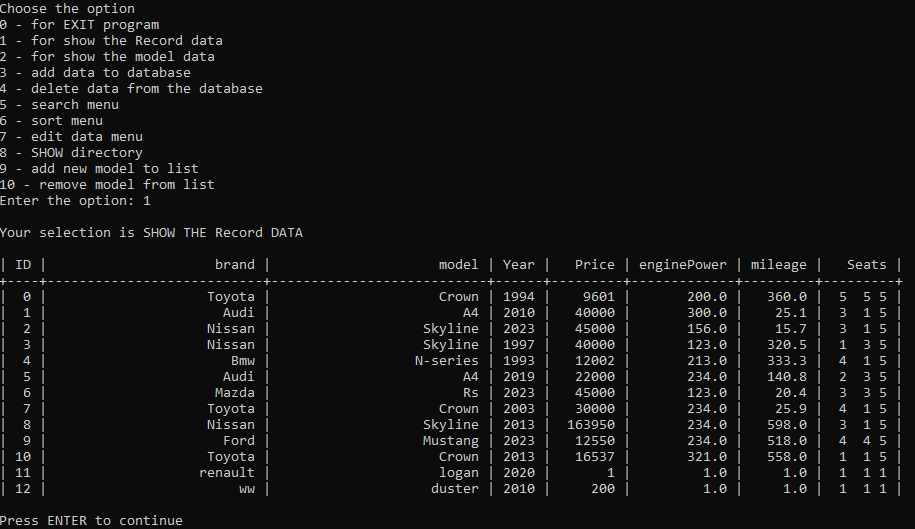 Choose the option
0 - for EXIT program
1 - for show the Record data
2 - for show the model data
3 - add data to database
4 - delete data from the database
5 - search menu
6 - sort menu
7 - edit data menu
8 - SHOW directory
9 - add new model to list
10 - remove model from list
Enter the option: 1
Your selection is SHOW THE Record DATA
| ID | brand | model | Year | Price | enginePower | mileage | Seats |
| 0 | Toyota | Crown | 1994 | 9601 | 200.0 | 360.0 | 5 5 5 |
| 1 | Audi | A4 | 2010 | 40000 | 300.0 | 25.1 | 3 1 5 |
| 2 | Nissan | Skyline | 2023 | 45000 | 156.0 | 15.7 | 3 1 5 |
| 3 | Nissan | Skyline | 1997 | 40000 | 123.0 | 320.5 | 1 3 5 |
| 4 | Bmw | N-series | 1993 | 12002 | 213.0 | 333.3 | 4 1 5 |
| 5 | Audi | A4 | 2019 | 22000 | 234.0 | 140.8 | 2 3 5 |
| 6 | Mazda | Rs | 2023 | 45000 | 123.0 | 20.4 | 3 3 5 |
| 7 | Toyota | Crown | 2003 | 30000 | 234.0 | 25.9 | 4 1 5 |
| 8 | Nissan | Skyline | 2013 | 163950 | 234.0 | 598.0 | 3 1 5 |
| 9 | Ford | Mustang | 2023 | 12550 | 234.0 | 518.0 | 4 4 5 |
| 10 | Toyota | Crown | 2013 | 16537 | 321.0 | 558.0 | 1 1 5 |
| 11 | renault | logan | 2020 | 1 | 1.0 | 1.0 | 1 1 1 |
| 12 | ww | duster | 2010 | 200 | 1.0 | 1.0 | 1 1 1 |
Press ENTER to continue